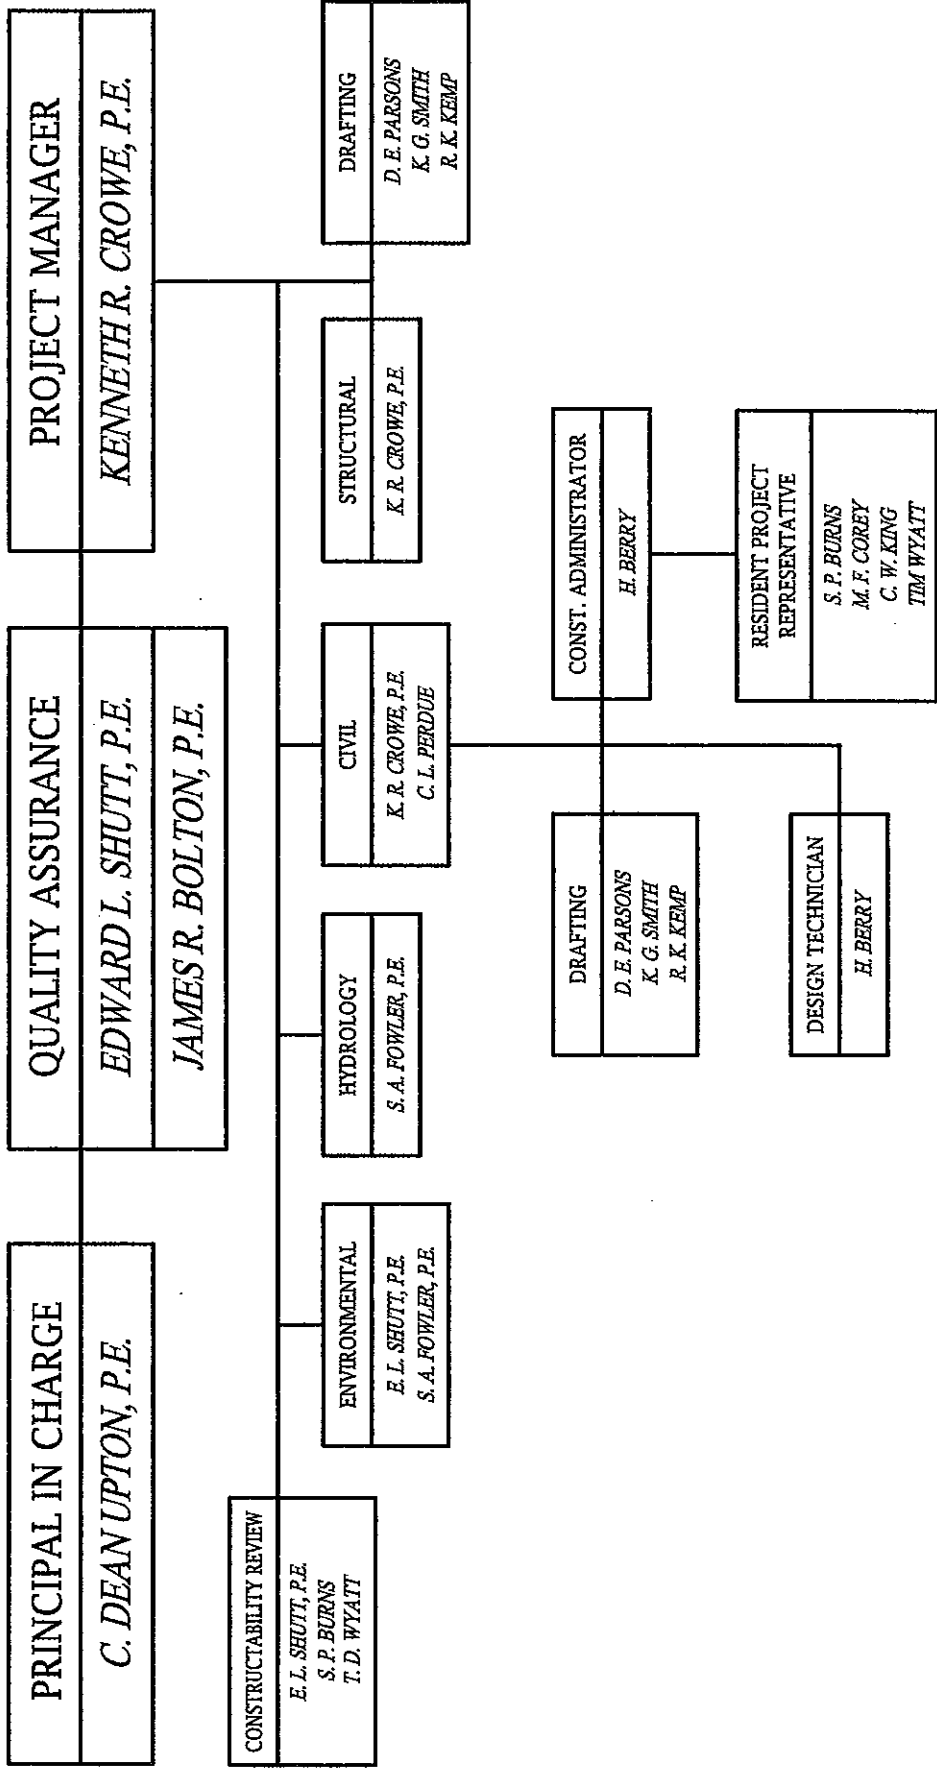 PRINCIPAL IN CHARGE
C. DEAN UPTON, P.E.
QUALITY ASSURANCE
EDWARD L. SHUTT, P.E.
JAMES R. BOLTON, P.E.
PROJECT MANAGER
KENNETH R. CROWE, P.E.
CONSTRUCTABILITY REVIEW
E. L. SHUTT, P.E.
S. P. BURNS
T. D. WYATT
ENVIRONMENTAL
E. L. SHUTT, P.E.
S. A. FOWLER, P.E.
HYDROLOGY
S. A. FOWLER, P.E.
CIVIL
K. R. CROWE, P.E.
C. L. PERDUE
STRUCTURAL
K. R. CROWE, P.E.
DRAFTING
D. E. PARSONS
K. G. SMITH
R. K. KEMP
DRAFTING
D. E. PARSONS
K. G. SMITH
R. K. KEMP
CONST. ADMINISTRATOR
H. BERRY
RESIDENT PROJECT
REPRESENTATIVE
S. P. BURNS
M. F. COREY
C. W. KING
TIM WYATT
DESIGN TECHNICIAN
H. BERRY